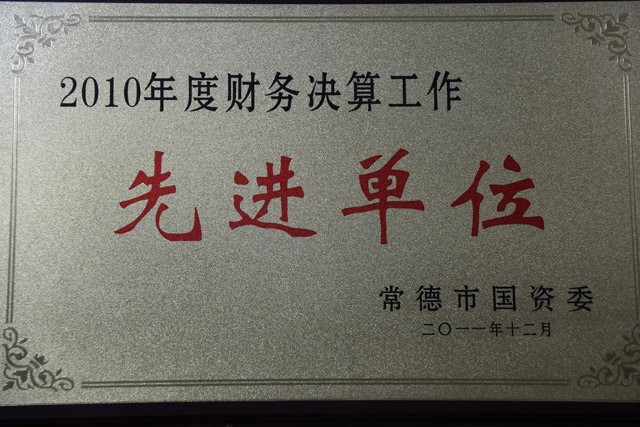 2010年度财务决算工作
先进单位
常德市国资委
二〇一一年十二月